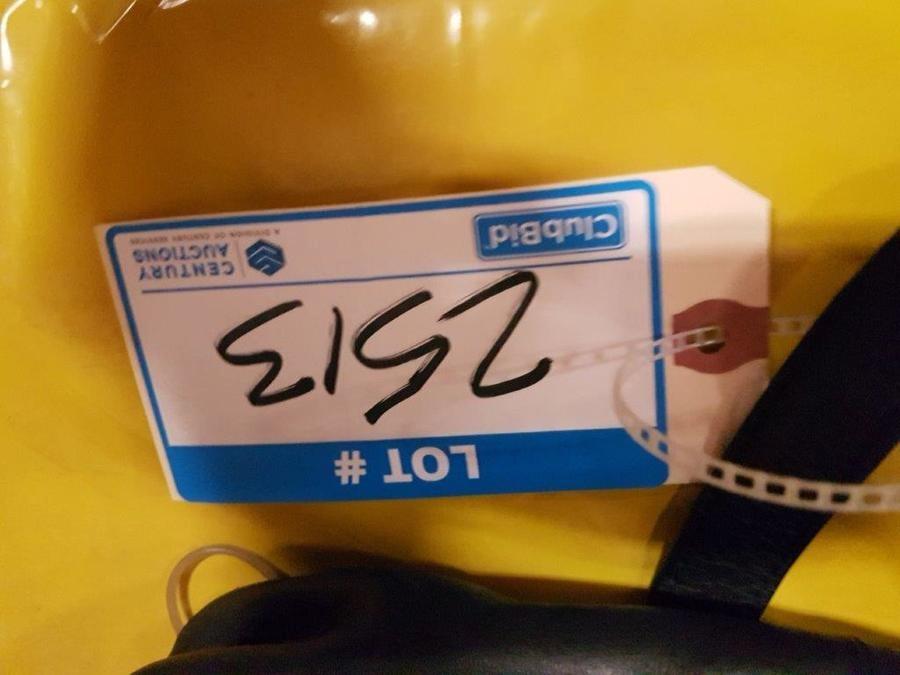 LOT #
2513
ClubBid
CENTURY
AUCTIONS
A DIVISION OF CENTURY SERVICES